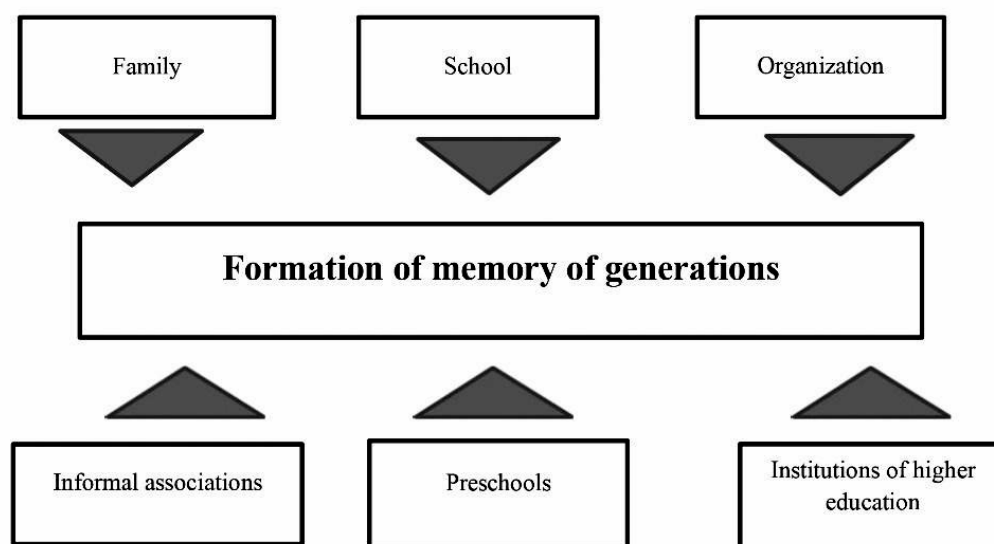 Family
School
Organization
Formation of memory of generations
Informal associations
Preschools
Institutions of higher
education